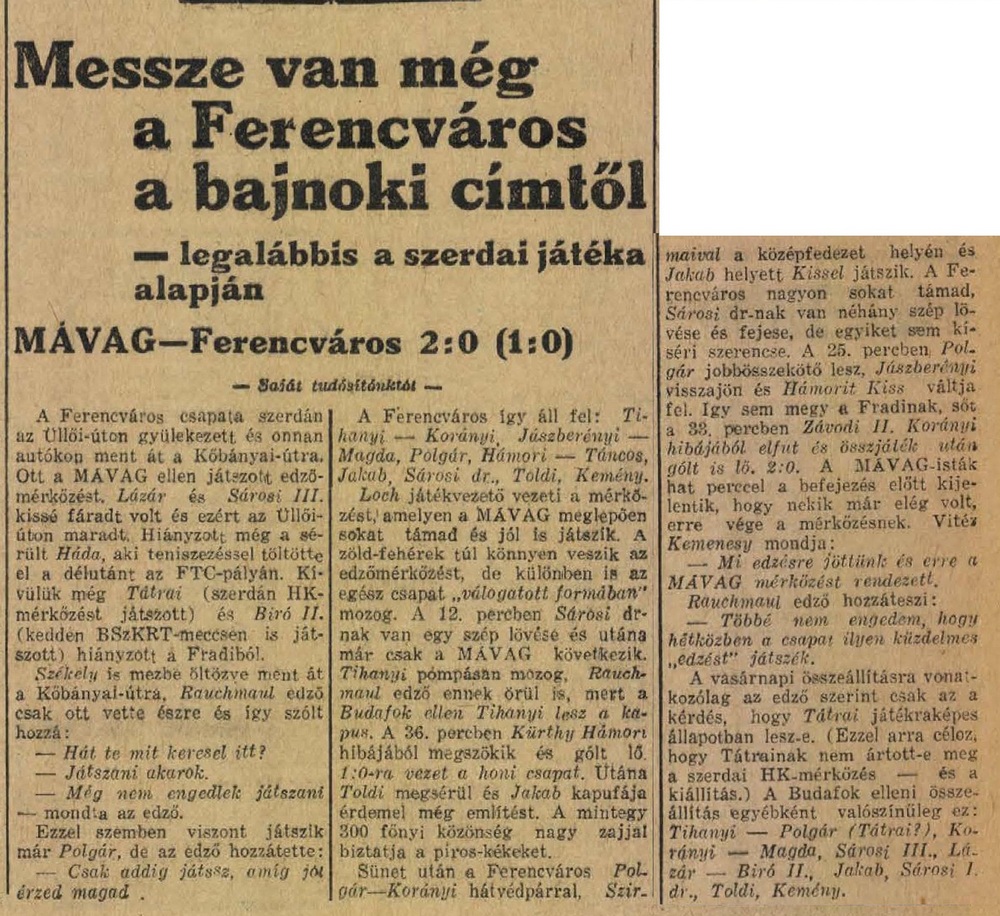 Messze van még
a Ferencváros
a bajnoki címtől
— legalábbis a szerdai játéka
alapján
MÁVAG—Ferencváros 2:0 (1:0)
— Saját tudósítónktól —
A Ferencváros csapata szerdán
az Üllői-úton gyülekezett és onnan
autókon ment át a Kőbányai-útra.
Ott a MÁVAG ellen játszott edző-
mérkőzést. Lázár és Sárosi III.
kissé fáradt volt és ezért az Üllői-
úton maradt. Hiányzott még a sé-
rült Háda, aki teniszezéssel töltötte
el a délutánt az FTC-pályán. Kí-
vülük még Tátrai (szerdán HK-
mérkőzést játszott) és Biró II.
(kedden BSzKRT-meccsen is ját-
szott) hiányzott a Fradiból.
Székely is mezbe öltözve ment át
a Kőbányai-útra, Rauchmaul edző
csak ott vette észre és így szólt
hozzá:
— Hát te mit keresel itt?
— Játszani akarok.
— Még nem engedlek játszani
— mondta az edző.
Ezzel szemben viszont játszik
már Polgár, de az edző hozzátette:
— Csak addig játssz, amíg jól
érzed magad .
A Ferencváros így áll fel: Ti-
hanyi — Korányi, Jászberényi —
Magda, Polgár, Hámori — Táncos,
Jakab, Sárosi dr., Toldi, Kemény.
Loch játékvezető vezeti a mérkő-
zést, amelyen a MÁVAG meglepően
sokat támad és jól is játszik. A
zöld-fehérek túl könnyen veszik az
edzőmérkőzést, de különben is az
egész csapat „válogatott formában"
mozog. A 12. percben Sárosi dr-
nak van egy szép lövése és utána
már csak a MÁVAG következik.
Tihanyi pompásan mozog, Rauch-
maul edző ennek örül is, mert a
Budafok ellen Tihanyi lesz a ka-
pus. A 36. percben Kürthy Hámori
hibájából megszökik és gólt lő.
1:0-ra vezet a honi csapat. Utána
Toldi megsérül és Jakab kapufája
érdemel még említést. A mintegy
300 főnyi közönség nagy zajjal
biztatja a piros-kékeket.
Sünet után a Ferencváros Pol-
gár—Korányi hátvédpárral, Szir-
maival a középfedezet helyén és
Jakab helyett Kissel játszik. A Fe-
rencváros nagyon sokat támad,
Sárosi dr-nak van néhány szép lö-
vése és fejese, de egyiket sem kí-
séri szerencse. A 25. percben Pol-
gár jobbösszekötő lesz, Jászberényi
visszajön és Hámorit Kiss váltja
fel. Igy sem megy a Fradinak, sőt
a 33. percben Závodi II. Korányi
hibájából elfut és összjáték után
gólt is lő. 2:0. A MÁVAG-isták
hat perccel a befejezés előtt kije-
lentik, hogy nekik már elég volt,
erre vége a mérkőzésnek. Vitéz
Kemenesy mondja:
— Mi edzésre jöttünk és erre a
MÁVAG mérkőzést rendezett.
Rauchmaul edző hozzáteszi:
— Többé nem engedem, hogy
hétközben a csapat ilyen küzdelmes
„edzést" játszék.
A vasárnapi összeállításra vonat-
kozólag az edző szerint csak az a
kérdés, hogy Tátrai játékraképes
állapotban lesz-e. (Ezzel arra céloz,
hogy Tátrainak nem ártott-e meg
a szerdai HK-mérkőzés — és a
kiállítás.) A Budafok elleni össze-
állítás egyébként valószínűleg ez:
Tihanyi — Polgár (Tátrai?), Ko-
rányi — Magda, Sárosi III., Lá-
zár — Biró II., Jakab, Sárosi I.
dr., Toldi, Kemény.